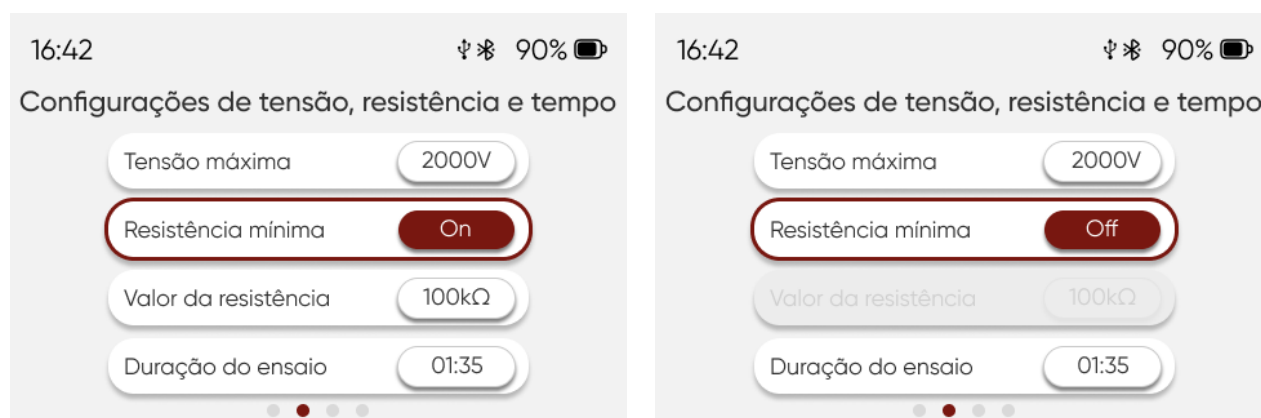 16:42 90%
Configurações de tensão, resistência e tempo
Tensão máxima 2000V
Resistência mínima On
Valor da resistência 100kΩ
Duração do ensaio 01:35
16:42 90%
Configurações de tensão, resistência e tempo
Tensão máxima 2000V
Resistência mínima Off
Valor da resistência 100kΩ
Duração do ensaio 01:35